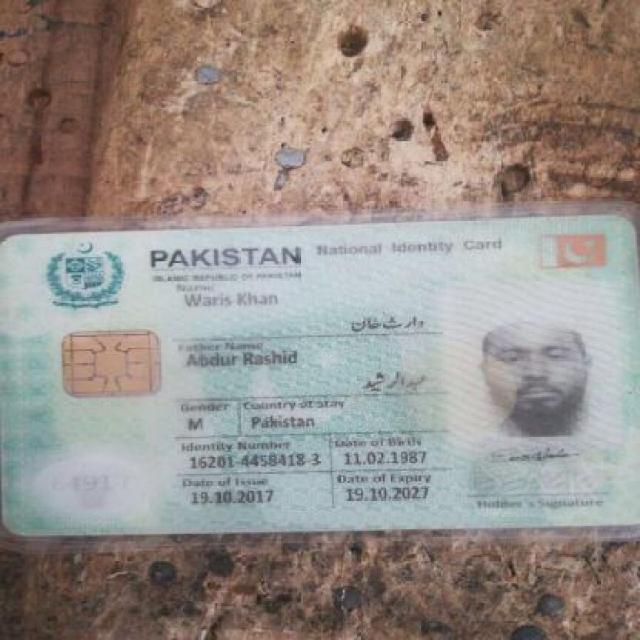 PAKISTAN National Identity Card
ISLAMIC REPUBLIC OF PAKISTAN
Name
Waris Khan
وارث خان
Father Name
Abdur Rashid
عبدالرشید
Gender Country of Stay
M Pakistan
Identity Number Date of Birth
16201-4458418-3 11.02.1987
Date of Issue Date of Expiry
19.10.2017 19.10.2027
Holder's Signature